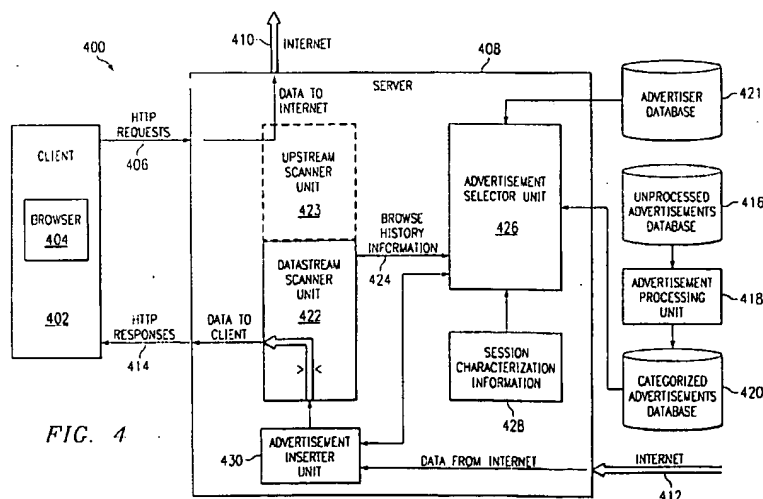 410
INTERNET
408
400
SERVER
421
ADVERTISER
DATABASE
DATA TO
INTERNET
HTTP
REQUESTS
406
CLIENT
BROWSER
404
402
UPSTREAM
SCANNER
UNIT
423
ADVERTISEMENT
SELECTOR UNIT
426
UNPROCESSED
ADVERTISEMENTS
DATABASE
416
BROWSE
HISTORY
INFORMATION
424
DATASTREAM
SCANNER
UNIT
422
ADVERTISEMENT
PROCESSING
UNIT
418
HTTP
RESPONSES
414
DATA TO
CLIENT
> <
SESSION
CHARACTERIZATION
INFORMATION
428
CATEGORIZED
ADVERTISEMENTS
DATABASE
420
FIG. 4
430
ADVERTISEMENT
INSERTER
UNIT
DATA FROM INTERNET
INTERNET
412